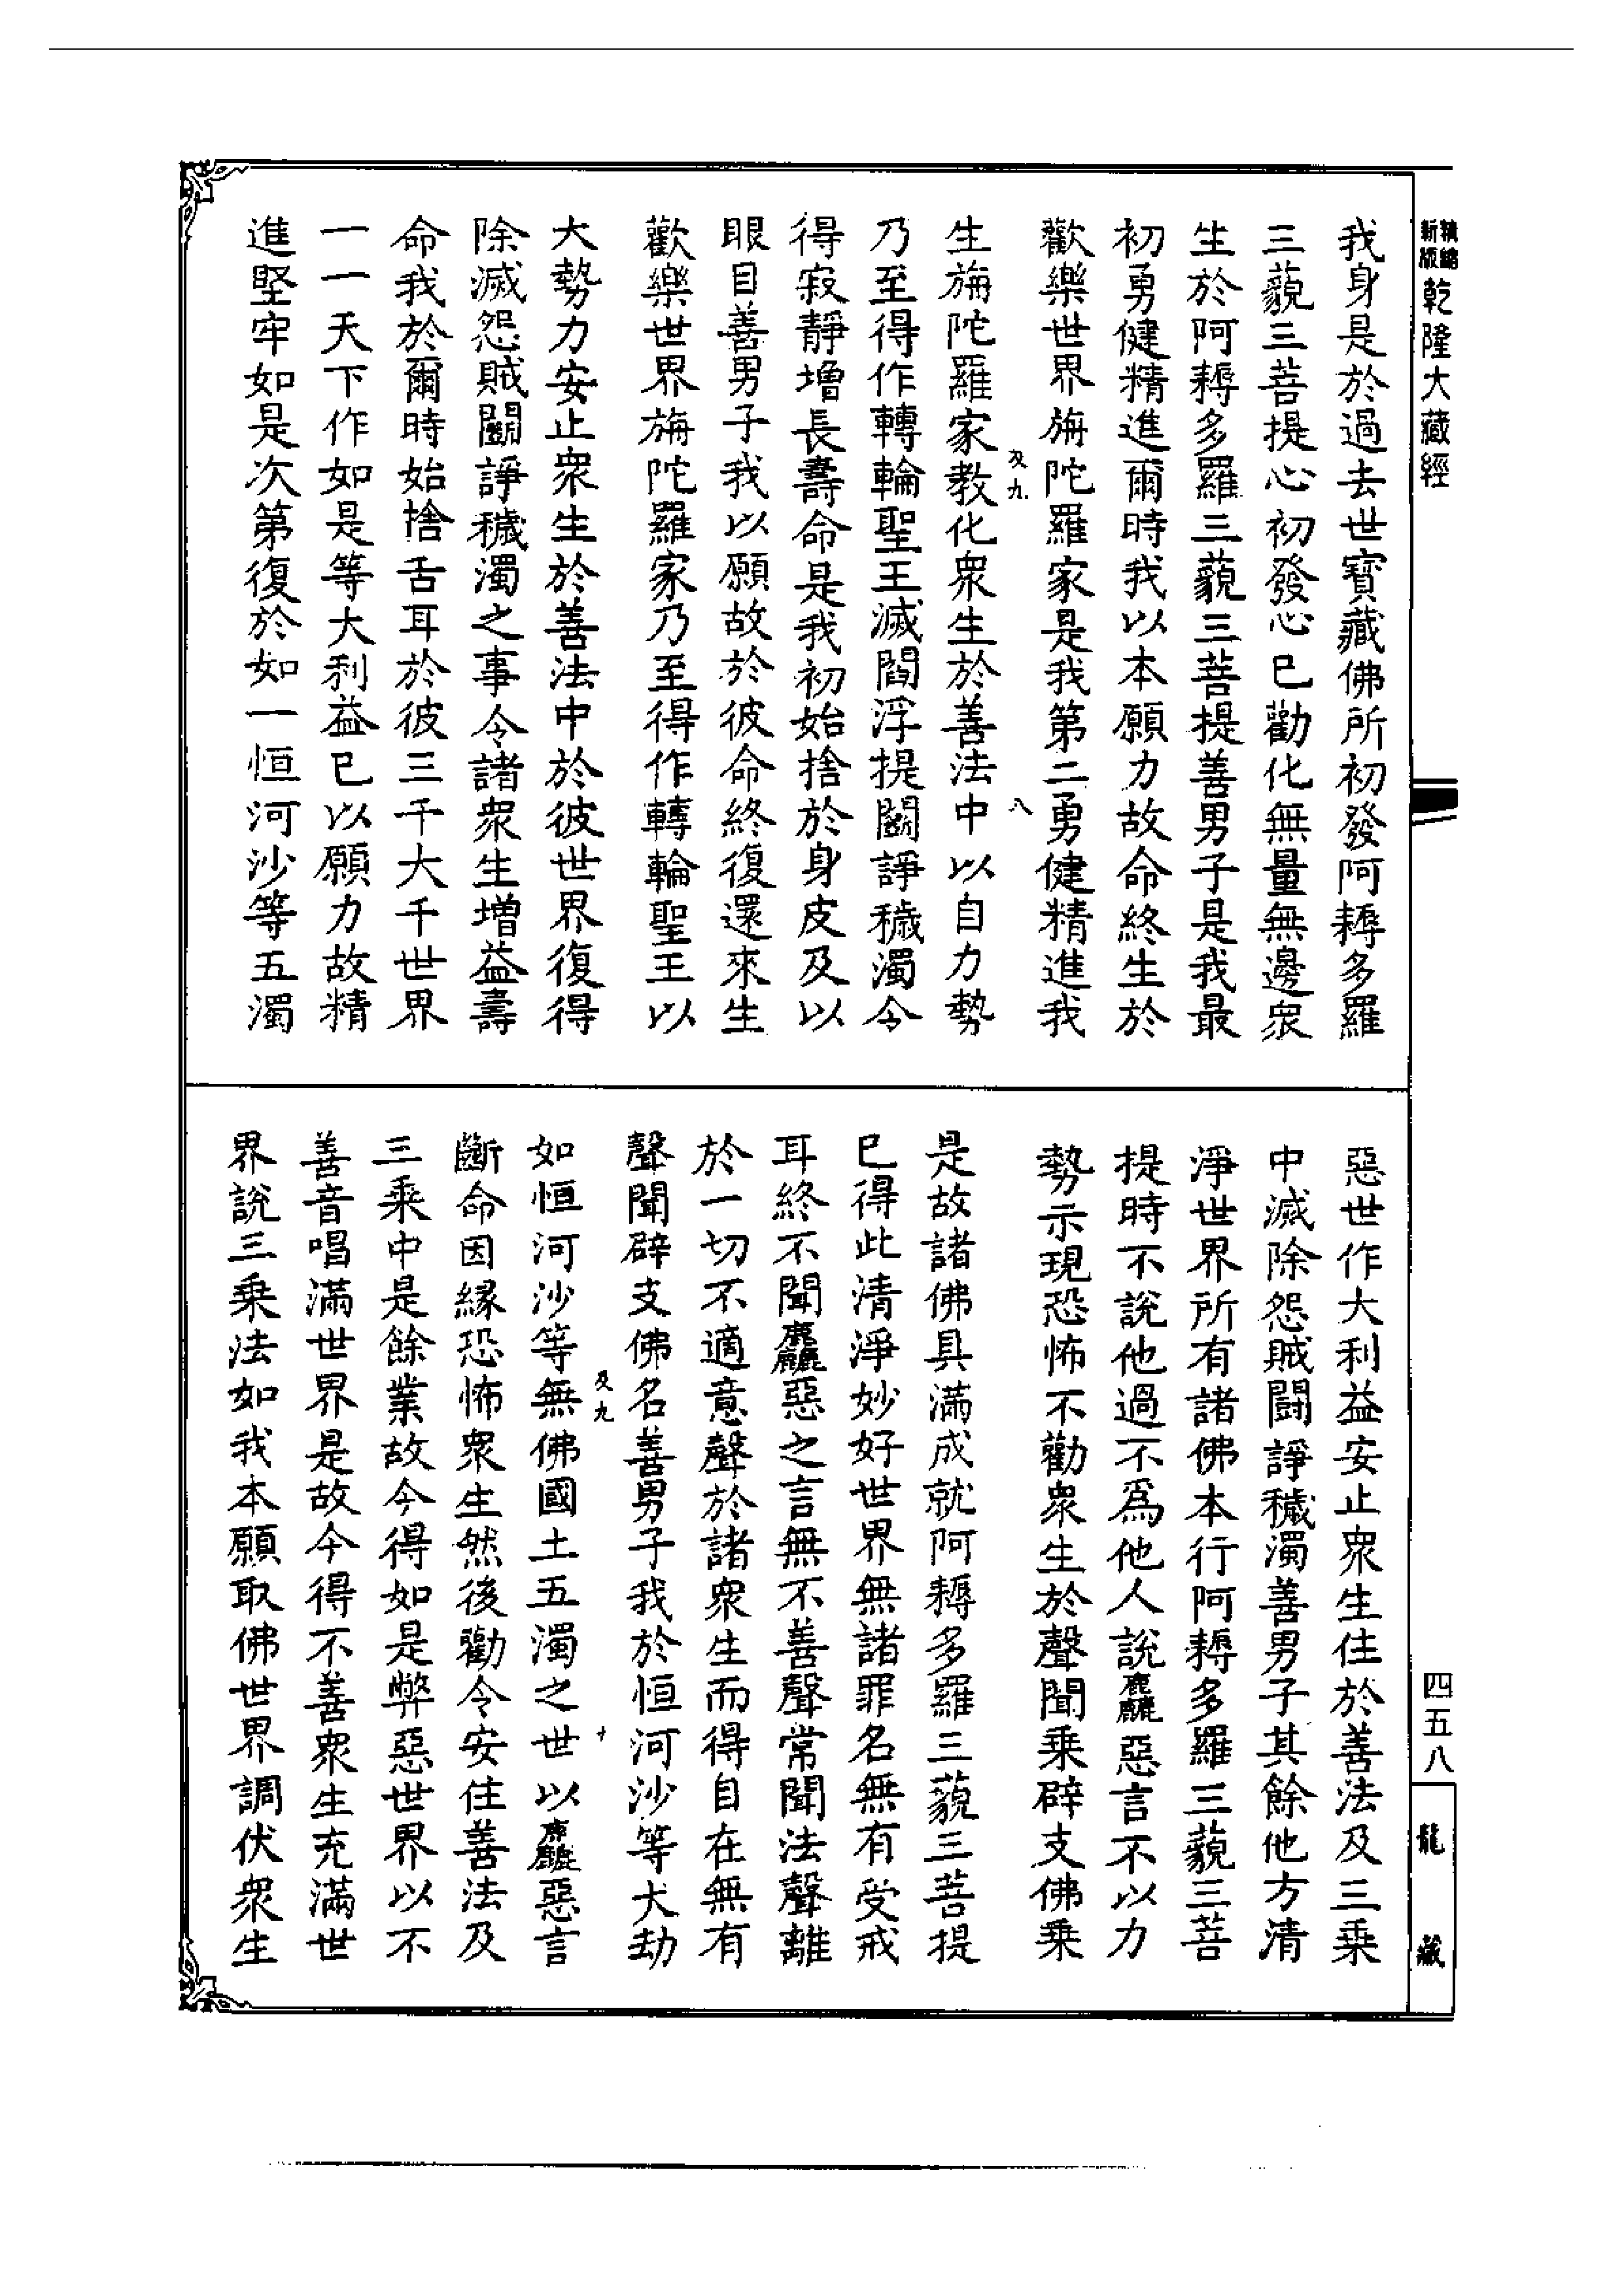 新版
精縮
乾隆大藏經
四五八
龍藏
我身是於過去世寶藏佛所初發阿耨多羅
三藐三菩提心初發心已勸化無量無邊衆
生於阿耨多羅三藐三菩提善男子是我最
初勇健精進爾時我以本願力故命終生於
歡樂世界旃陀羅家是我第二勇健精進我
及九
八
生旃陀羅家教化衆生於善法中以自力勢
乃至得作轉輪聖王滅閻浮提鬭諍穢濁令
得寂靜增長壽命是我初始捨於身皮及以
眼目善男子我以願故於彼命終復還來生
歡樂世界旃陀羅家乃至得作轉輪聖王以
大勢力安止衆生於善法中於彼世界復得
除滅怨賊鬭諍穢濁之事令諸衆生增益壽
命我於爾時始捨舌耳於彼三千大千世界
一一天下作如是等大利益已以願力故精
進堅牢如是次第復於如一恒河沙等五濁
惡世作大利益安止衆生住於善法及三乘
中滅除怨賊鬪諍穢濁善男子其餘他方清
淨世界所有諸佛本行阿耨多羅三藐三菩
提時不說他過不爲他人說麤惡言不以力
勢示現恐怖不勸衆生於聲聞乘辟支佛乘
是故諸佛具滿成就阿耨多羅三藐三菩提
已得此清淨妙好世界無諸罪名無有受戒
耳終不聞麤惡之言無不善聲常聞法聲離
於一切不適意聲於諸衆生而得自在無有
聲聞辟支佛名善男子我於恒河沙等大劫
及九
十
如恒河沙等無佛國土五濁之世以麤惡言
斷命因緣恐怖衆生然後勸令安住善法及
三乘中是餘業故今得如是弊惡世界以不
善音唱滿世界是故今得不善衆生充滿世
界說三乘法如我本願取佛世界調伏衆生